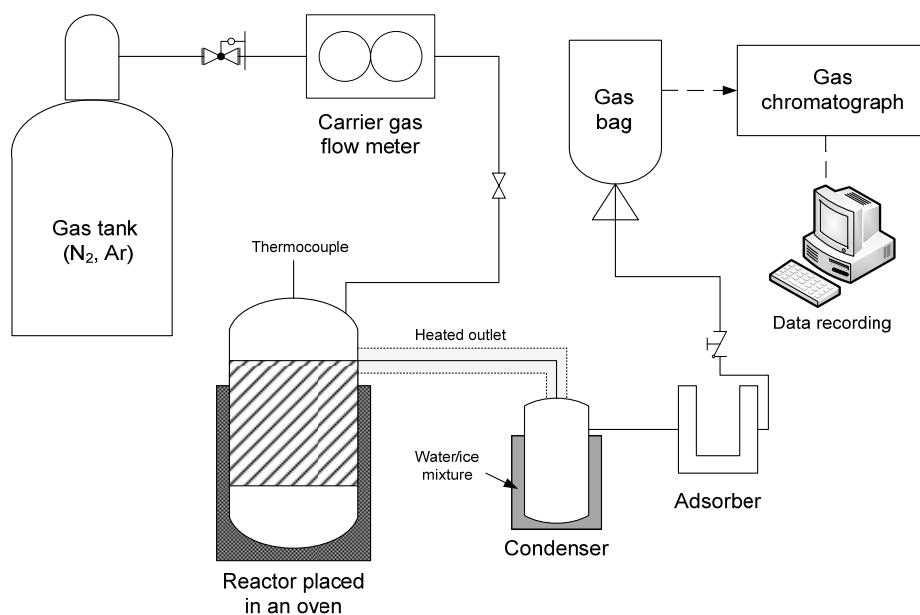 Gas tank
(N₂, Ar)
Carrier gas
flow meter
Gas
bag
Gas
chromatograph
Data recording
Thermocouple
Heated outlet
Water/ice
mixture
Condenser
Adsorber
Reactor placed
in an oven